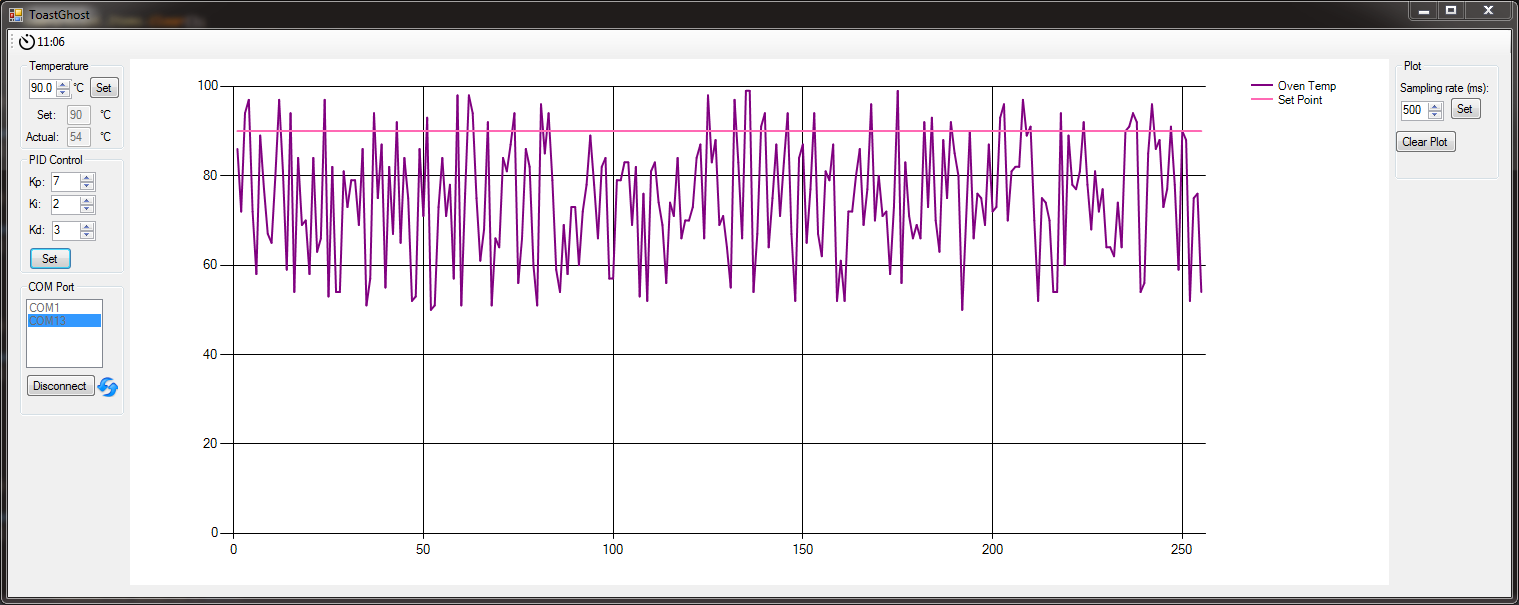 ToastGhost
11:06
Temperature
90.0 °C Set
Set: 90 °C
Actual: 54 °C
PID Control
Kp: 7
Ki: 2
Kd: 3
Set
COM Port
COM1
COM13
Disconnect
100
80
60
40
20
0
0 50 100 150 200 250
Oven Temp
Set Point
Plot
Sampling rate (ms):
500 Set
Clear Plot